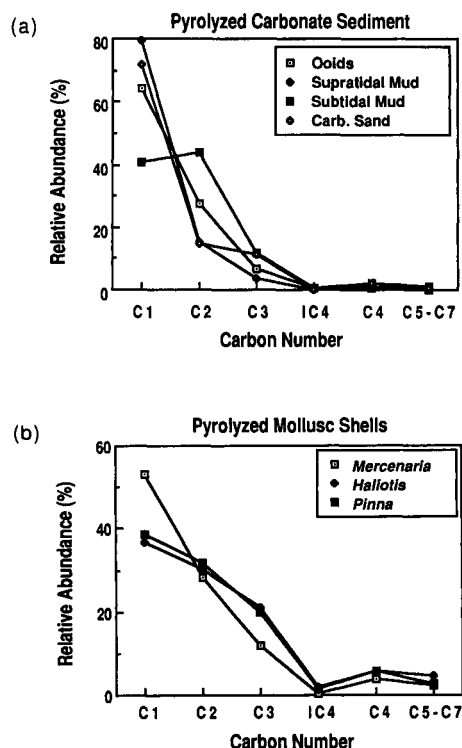 (a)
Pyrolyzed Carbonate Sediment
Relative Abundance (%)
80
60
40
20
0
Ooids
Supratidal Mud
Subtidal Mud
Carb. Sand
C1 C2 C3 IC4 C4 C5-C7
Carbon Number
(b)
Pyrolyzed Mollusc Shells
Relative Abundance (%)
60
40
20
0
Mercenaria
Haliotis
Pinna
C1 C2 C3 IC4 C4 C5-C7
Carbon Number